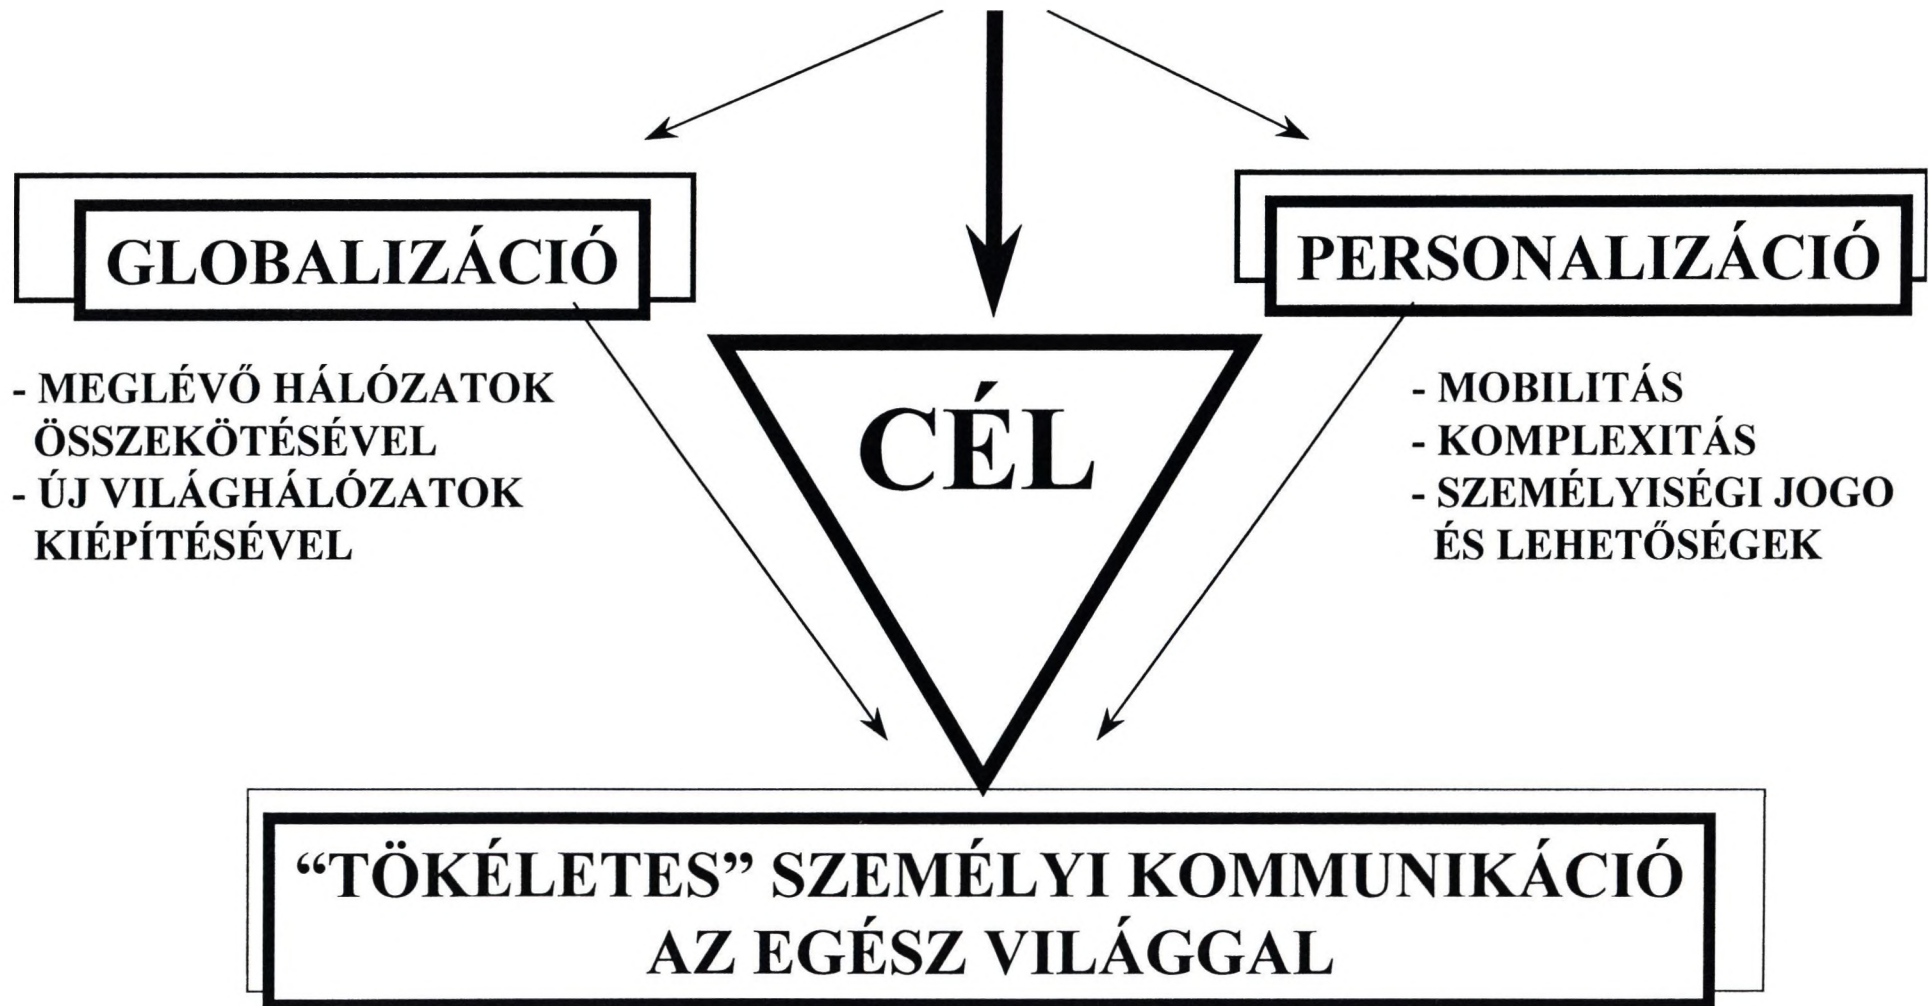 GLOBALIZÁCIÓ
- MEGLÉVŐ HÁLÓZATOK
ÖSSZEKÖTÉSÉVEL
- ÚJ VILÁGHÁLÓZATOK
KIÉPÍTÉSÉVEL
CÉL
PERSONALIZÁCIÓ
- MOBILITÁS
- KOMPLEXITÁS
- SZEMÉLYISÉGI JOGO
ÉS LEHETŐSÉGEK
“TÖKÉLETES” SZEMÉLYI KOMMUNIKÁCIÓ
AZ EGÉSZ VILÁGGAL